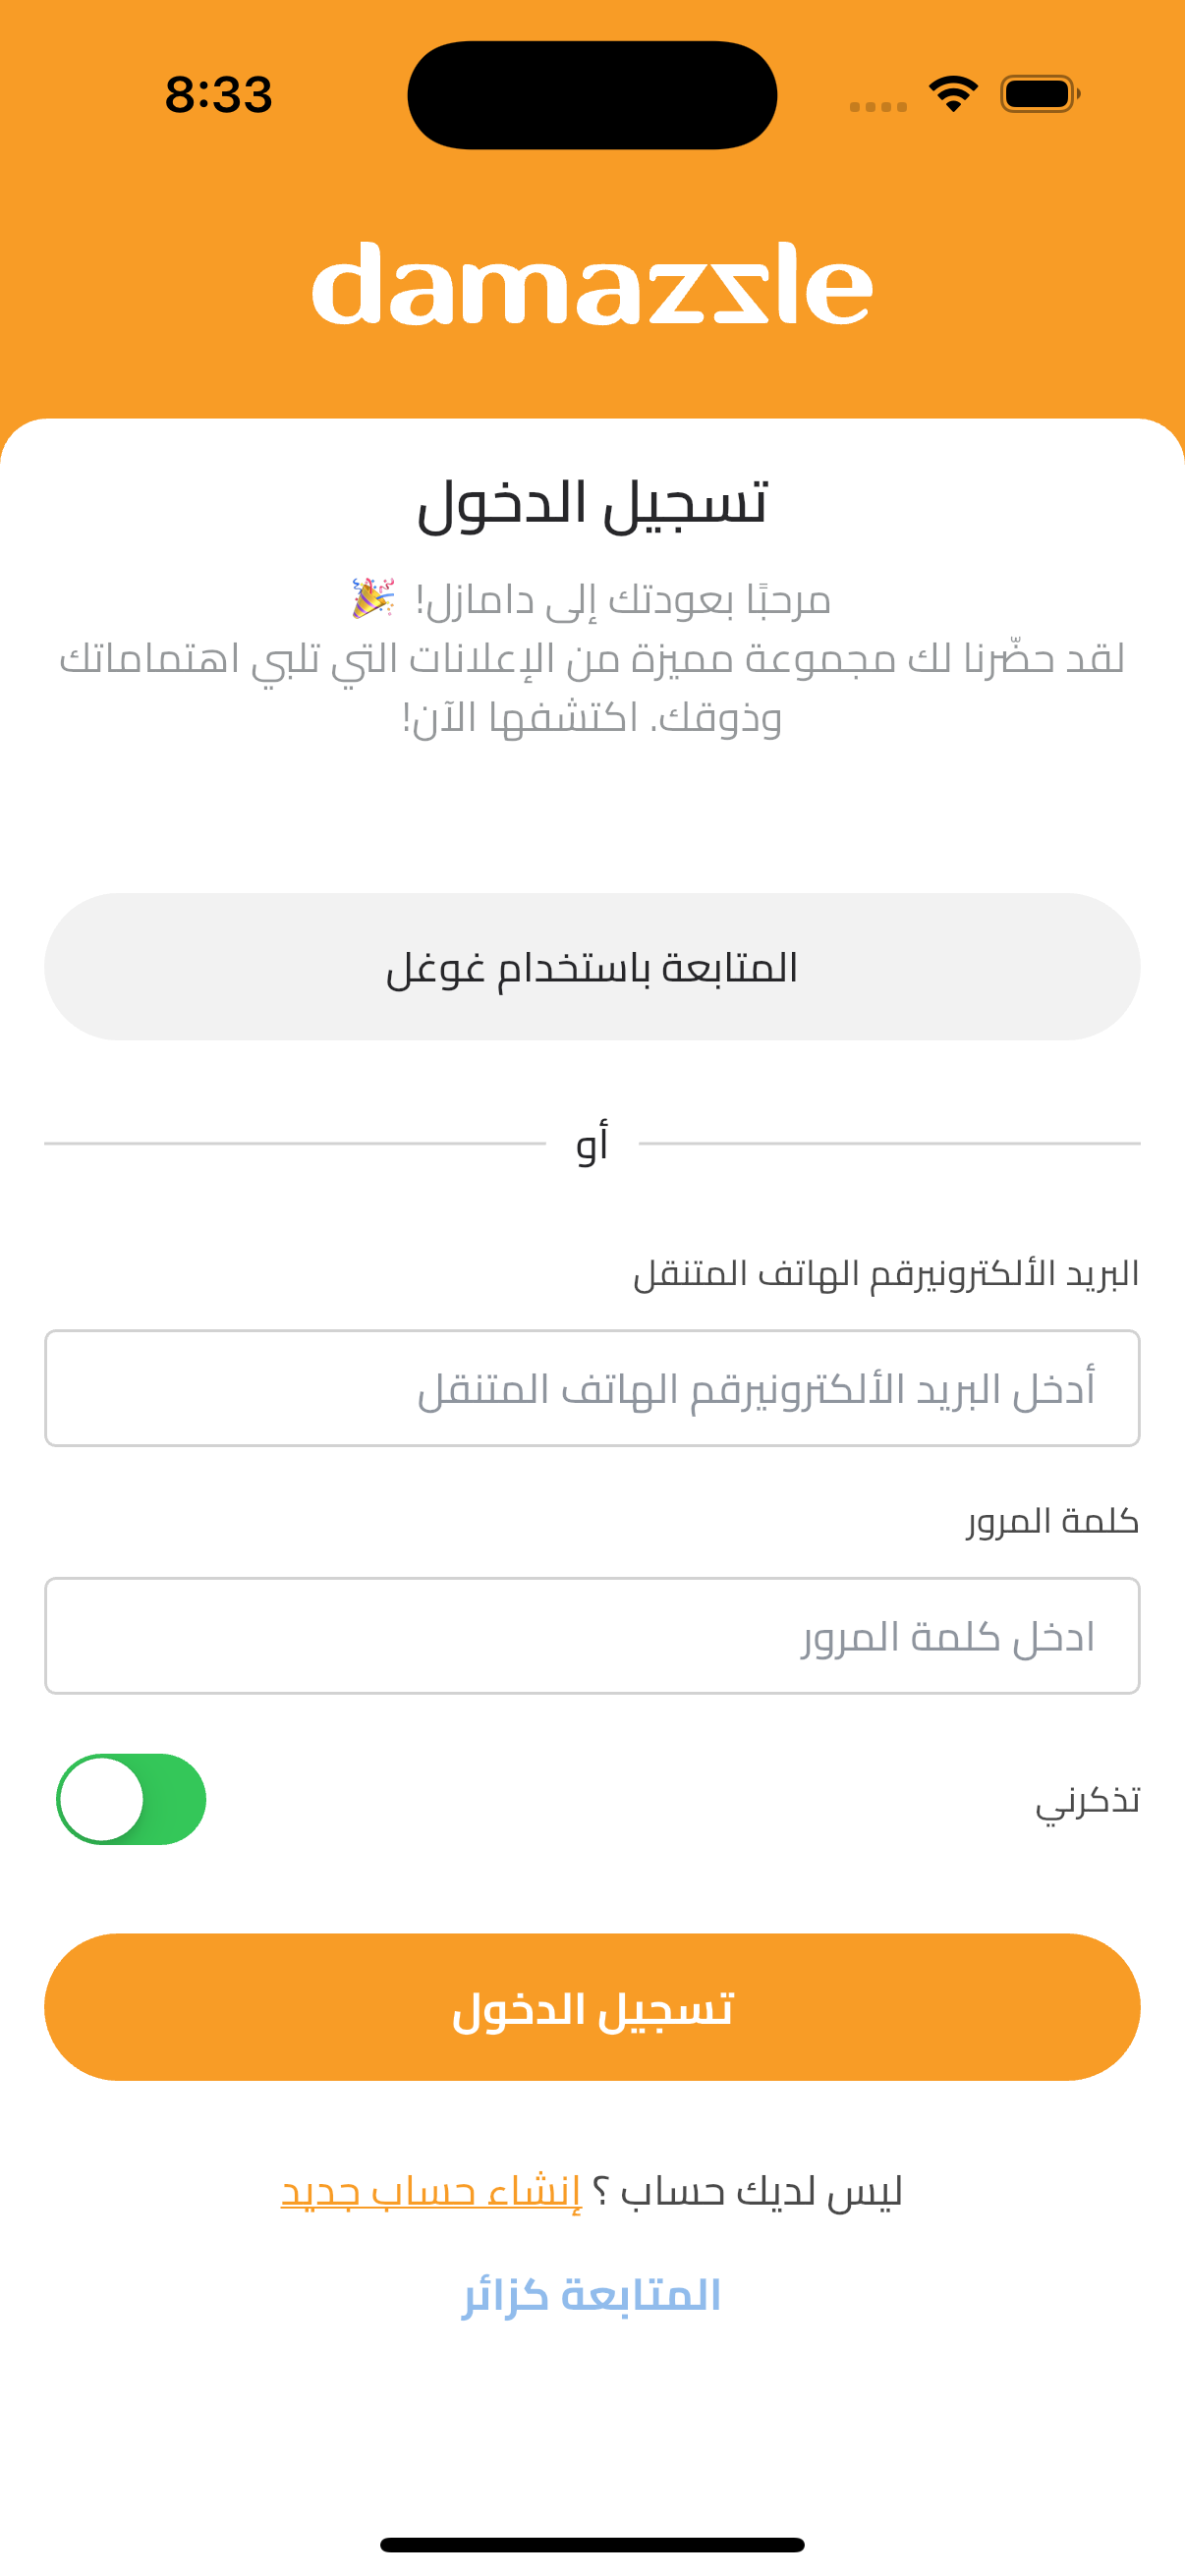 8:33
damazzle
تسجيل الدخول
مرحبًا بعودتك إلى دامازل! 🎉
لقد حضّرنا لك مجموعة مميزة من الإعلانات التي تلبي اهتماماتك
وذوقك. اكتشفها الآن!
المتابعة باستخدام غوغل
أو
البريد الألكترونيرقم الهاتف المتنقل
أدخل البريد الألكترونيرقم الهاتف المتنقل
كلمة المرور
ادخل كلمة المرور
تذكرني
تسجيل الدخول
ليس لديك حساب ؟ إنشاء حساب جديد
المتابعة كزائر